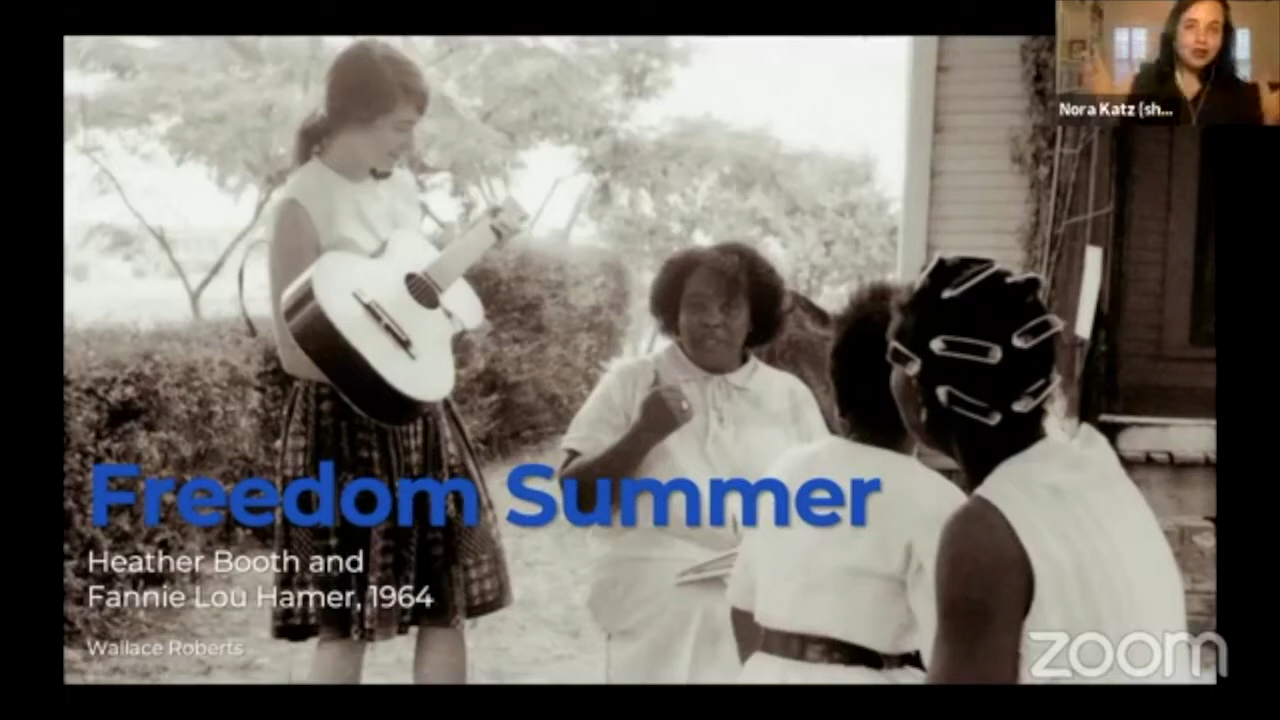 Nora Katz (sh...
Freedom Summer
Heather Booth and
Fannie Lou Hamer, 1964
Wallace Roberts
zoom